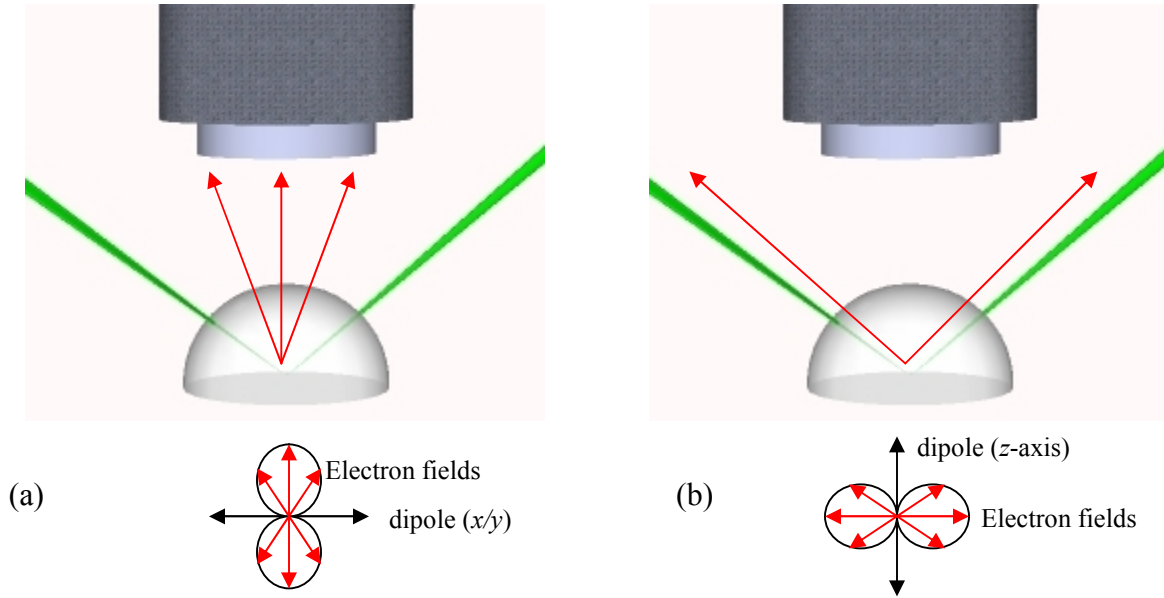 Electron fields
dipole (x/y)
(a)
dipole (z-axis)
Electron fields
(b)